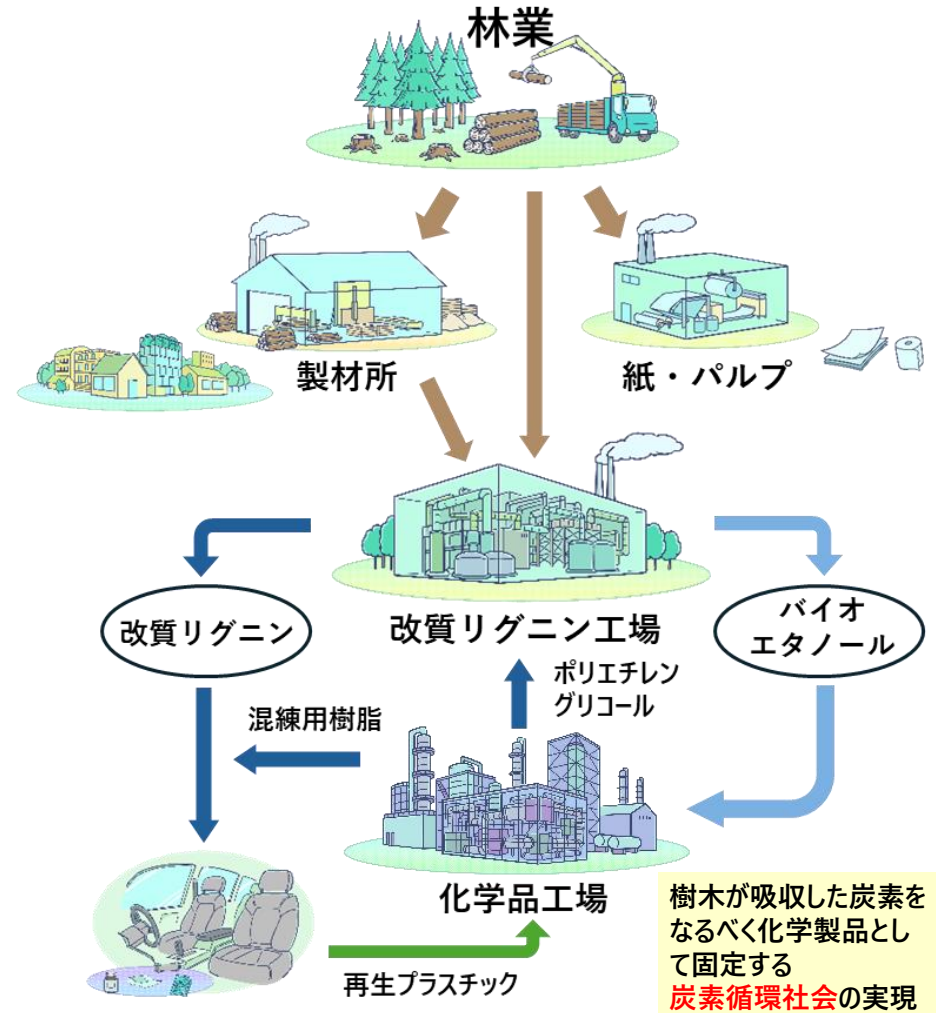 林業
製材所
紙・パルプ
改質リグニン工場
改質リグニン
バイオ
エタノール
ポリエチレン
グリコール
混練用樹脂
化学品工場
再生プラスチック
樹木が吸収した炭素を
なるべく化学製品とし
て固定する
炭素循環社会の実現